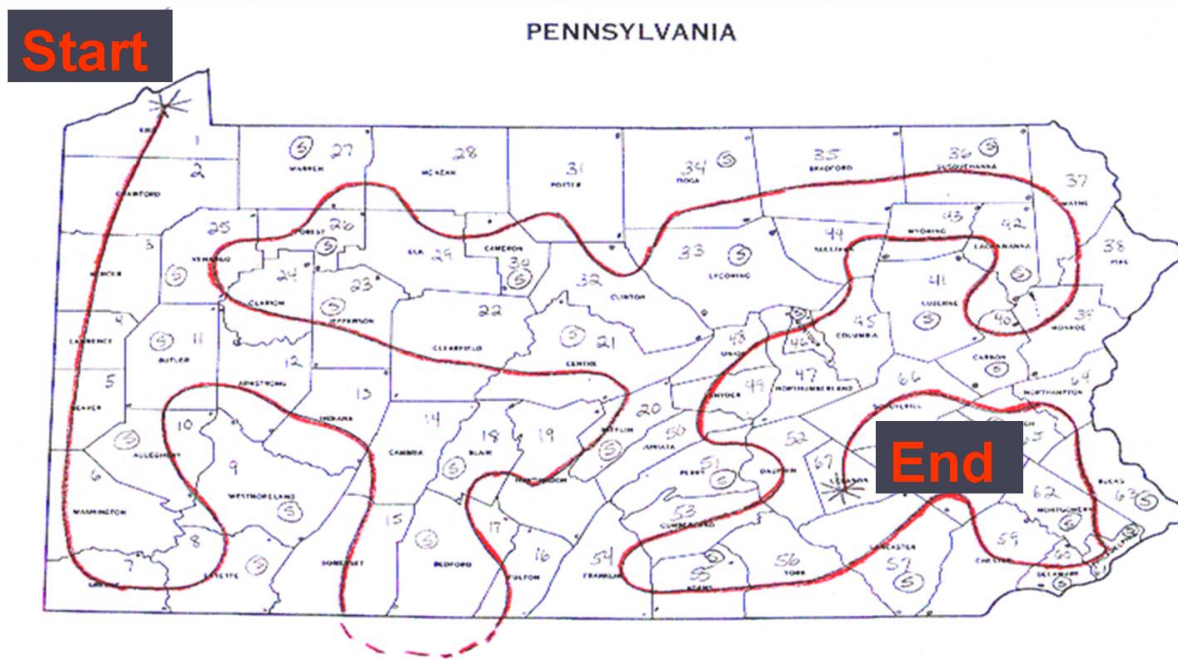 Start
PENNSYLVANIA
ERIE 1
2
CRAWFORD
WARREN 27
S
28
MCKEAN
31
POTTER
34
S
TIOGA
35
BRADFORD
36
S
SUSQUEHANNA
37
WAYNE
3
MERCER
25
VENANGO
S
26
FOREST
S
ELK 29
CAMERON
30
S
32
CLINTON
33
S
LYCOMING
44
SULLIVAN
43
WYOMING
42
LACKAWANNA
S
38
PIKE
24
CLARION
23
S
JEFFERSON
22
CLEARFIELD
21
CENTRE
S
41
LUZERNE
S
40
39
MONROE
4
LAWRENCE
11
S
BUTLER
12
ARMSTRONG
48
UNION
S
46
45
COLUMBIA
CARBON
S
5
BEAVER
13
INDIANA
14
CAMBRIA
18
BLAIR
S
19
HUNTINGDON
20
MIFFLIN
S
49
SNYDER
47
NORTHUMBERLAND
66
SCHUYLKILL
64
NORTHAMPTON
10
S
ALLEGHENY
9
WESTMORELAND
S
50
JUNIATA
51
PERRY
S
52
DAUPHIN
67
LEBANON
End
65
BUCKS
63
S
6
WASHINGTON
62
MONTGOMERY
S
15
SOMERSET
S
BEDFORD
17
FULTON
16
54
FRANKLIN
53
CUMBERLAND
S
55
ADAMS
56
YORK
LANCASTER
57
S
59
CHESTER
DELAWARE
S
7
GREENE
8
FAYETTE
S